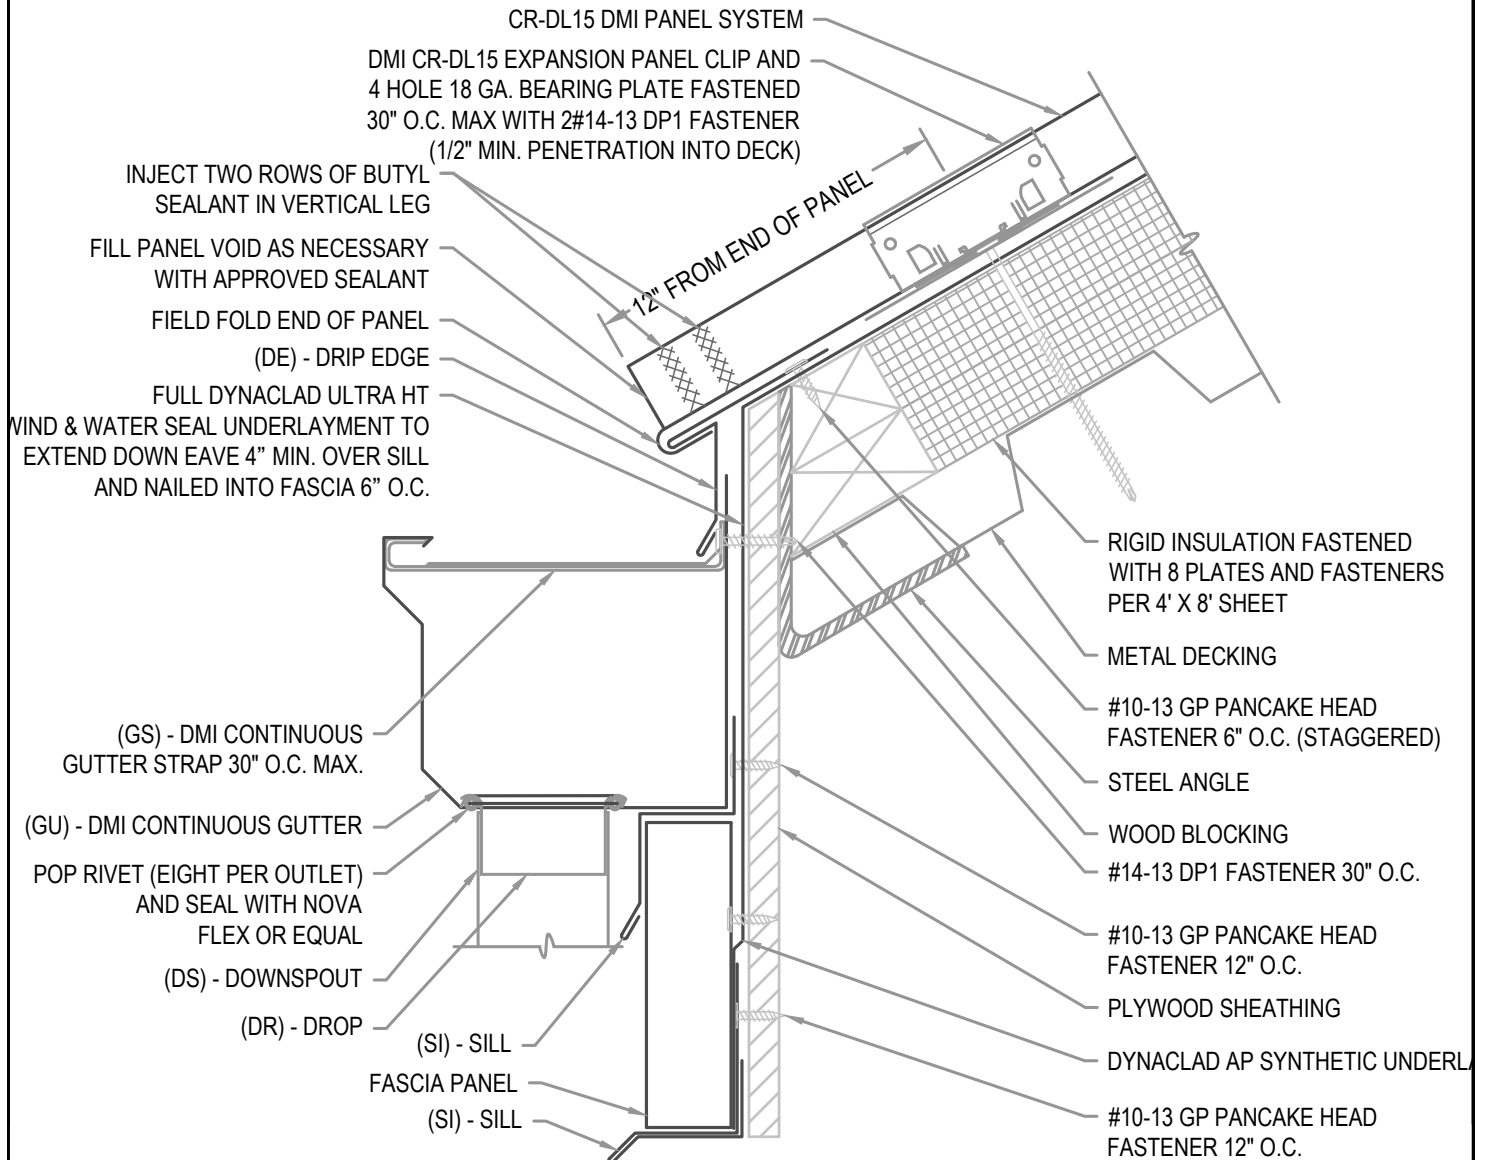 CR-DL15 DMI PANEL SYSTEM
DMI CR-DL15 EXPANSION PANEL CLIP AND
4 HOLE 18 GA. BEARING PLATE FASTENED
30" O.C. MAX WITH 2#14-13 DP1 FASTENER
(1/2" MIN. PENETRATION INTO DECK)
INJECT TWO ROWS OF BUTYL
SEALANT IN VERTICAL LEG
FILL PANEL VOID AS NECESSARY
WITH APPROVED SEALANT
FIELD FOLD END OF PANEL
(DE) - DRIP EDGE
FULL DYNACLAD ULTRA HT
WIND & WATER SEAL UNDERLAYMENT TO
EXTEND DOWN EAVE 4” MIN. OVER SILL
AND NAILED INTO FASCIA 6” O.C.
12" FROM END OF PANEL
(GS) - DMI CONTINUOUS
GUTTER STRAP 30" O.C. MAX.
(GU) - DMI CONTINUOUS GUTTER
POP RIVET (EIGHT PER OUTLET)
AND SEAL WITH NOVA
FLEX OR EQUAL
(DS) - DOWNSPOUT
(DR) - DROP
(SI) - SILL
FASCIA PANEL
(SI) - SILL
RIGID INSULATION FASTENED
WITH 8 PLATES AND FASTENERS
PER 4' X 8' SHEET
METAL DECKING
#10-13 GP PANCAKE HEAD
FASTENER 6" O.C. (STAGGERED)
STEEL ANGLE
WOOD BLOCKING
#14-13 DP1 FASTENER 30" O.C.
#10-13 GP PANCAKE HEAD
FASTENER 12" O.C.
PLYWOOD SHEATHING
DYNACLAD AP SYNTHETIC UNDERLA
#10-13 GP PANCAKE HEAD
FASTENER 12" O.C.